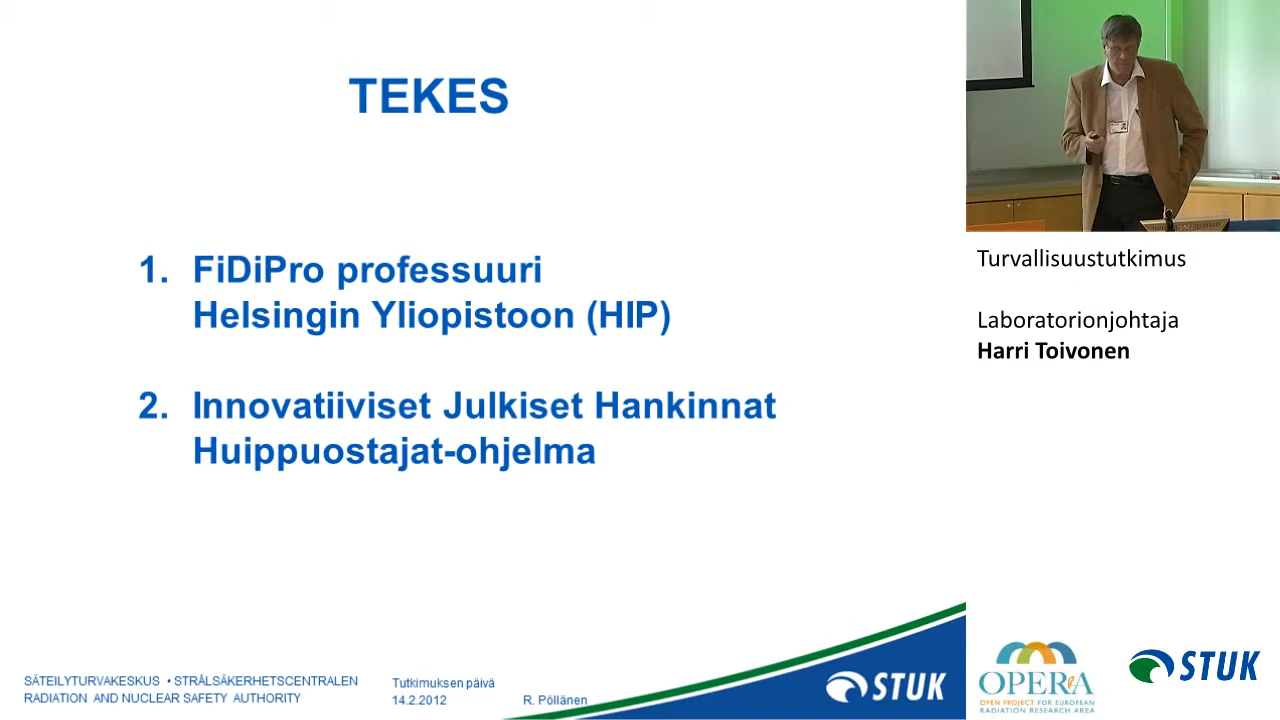 TEKES
1. FiDiPro professuuri
Helsingin Yliopistoon (HIP)
2. Innovatiiviset Julkiset Hankinnat
Huippuostajat-ohjelma
SÄTEILYTURVAKESKUS • STRÅLSÄKERHETSCENTRALEN
RADIATION AND NUCLEAR SAFETY AUTHORITY
Tutkimuksen päivä
14.2.2012
R. Pöllänen
STUK
Turvallisuustutkimus
Laboratorionjohtaja
Harri Toivonen
OPERRA
OPEN PROJECT FOR EUROPEAN
RADIATION RESEARCH AREA
STUK